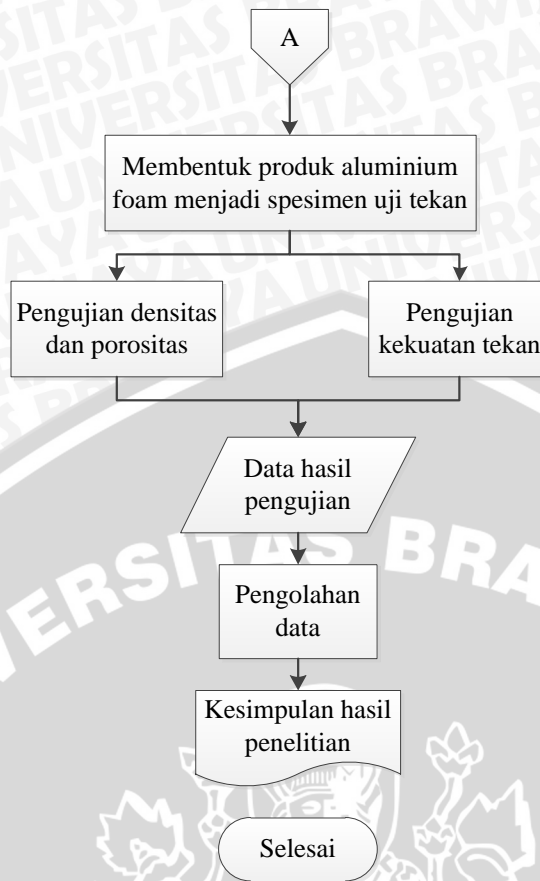 A
Membentuk produk aluminium
foam menjadi spesimen uji tekan
Pengujian densitas
dan porositas
Pengujian
kekuatan tekan
Data hasil
pengujian
Pengolahan
data
Kesimpulan hasil
penelitian
Selesai